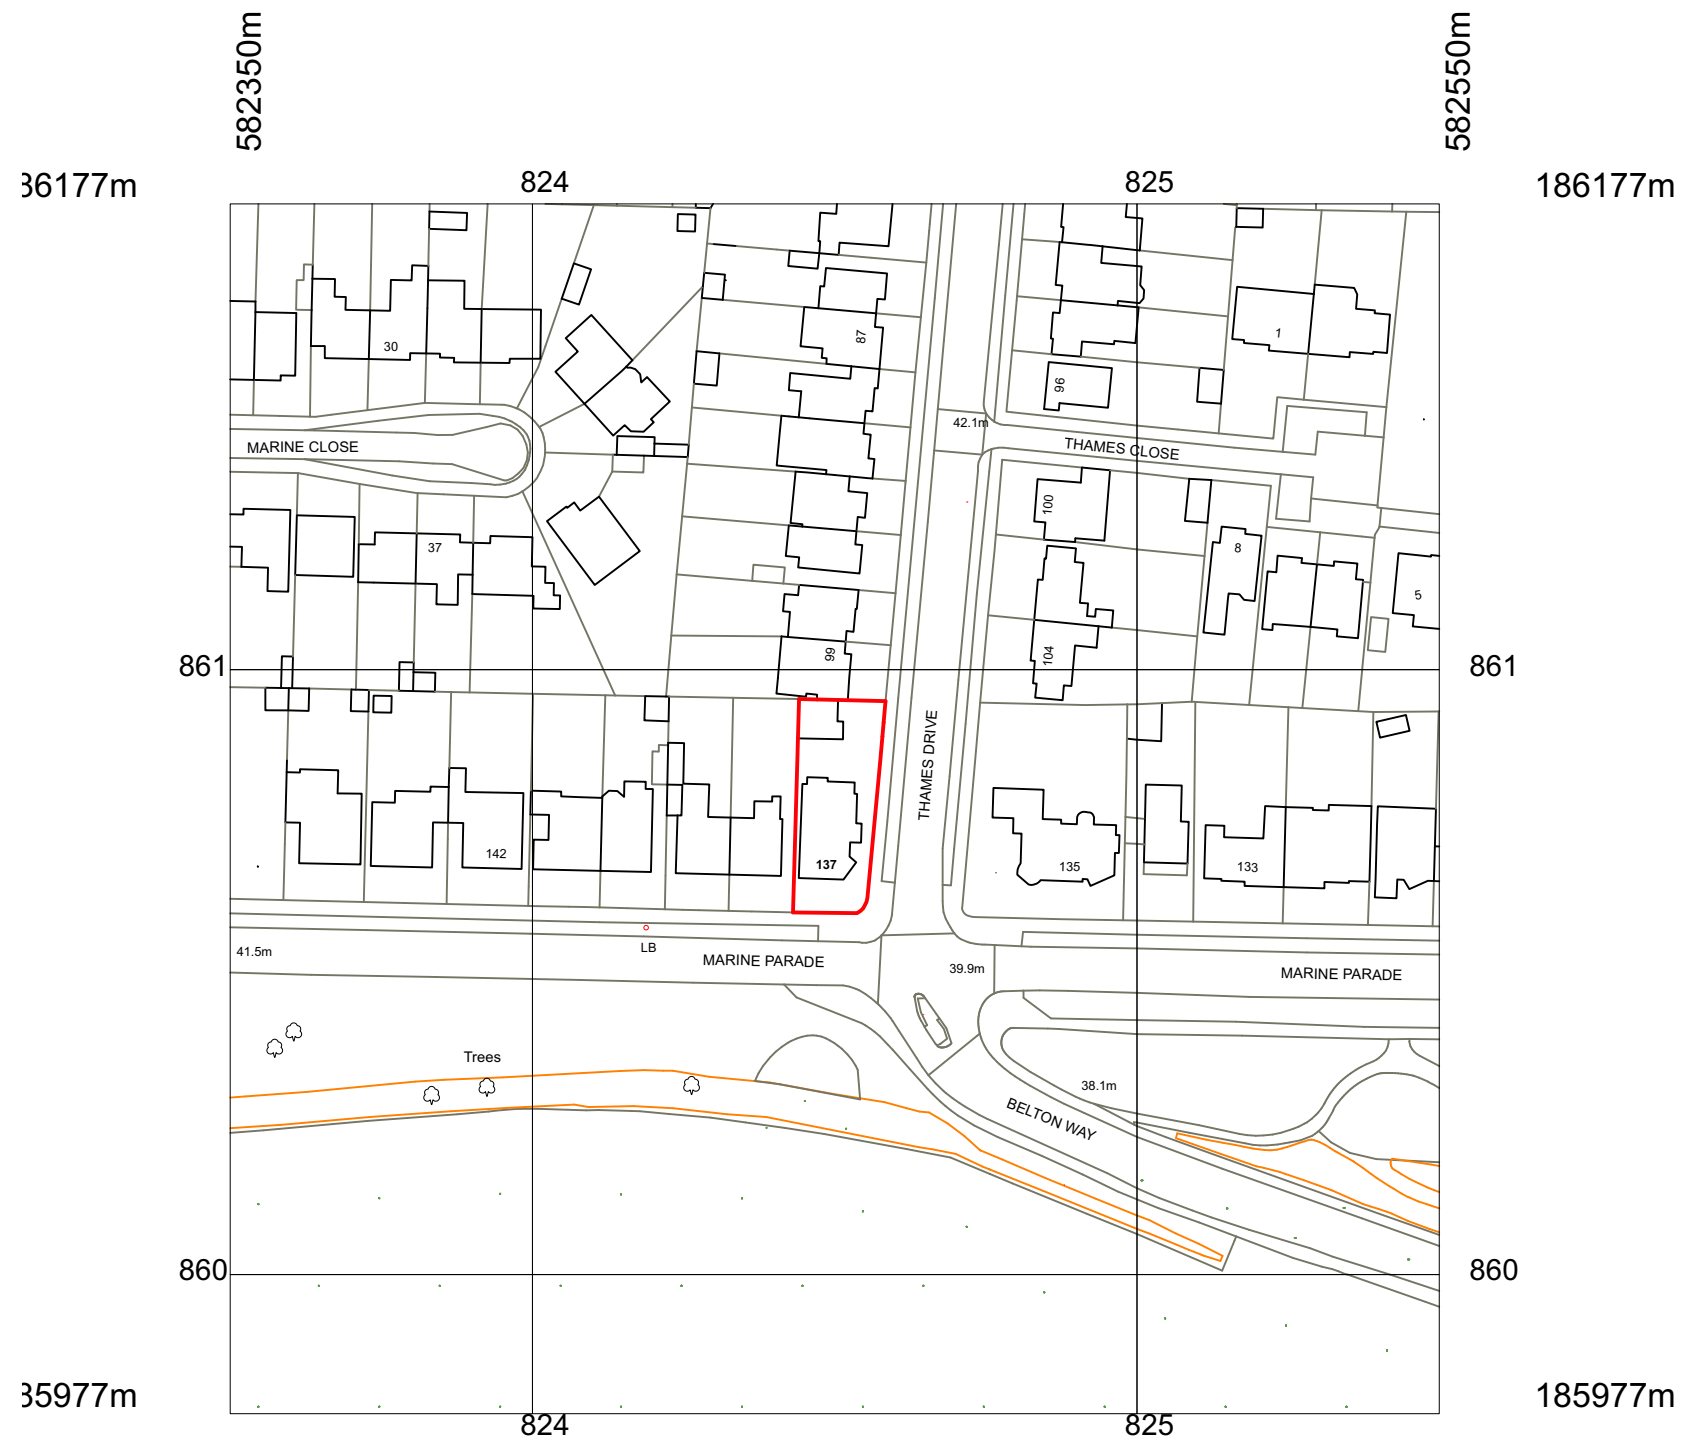 582350m
582550m
824
825
36177m
186177m
1
87
30
96
42.1m
MARINE CLOSE
THAMES CLOSE
100
37
8
5
99
104
861
861
THAMES DRIVE
142
137
135
133
LB
41.5m
MARINE PARADE
39.9m
MARINE PARADE
Trees
38.1m
BELTON WAY
860
860
35977m
185977m
824
825